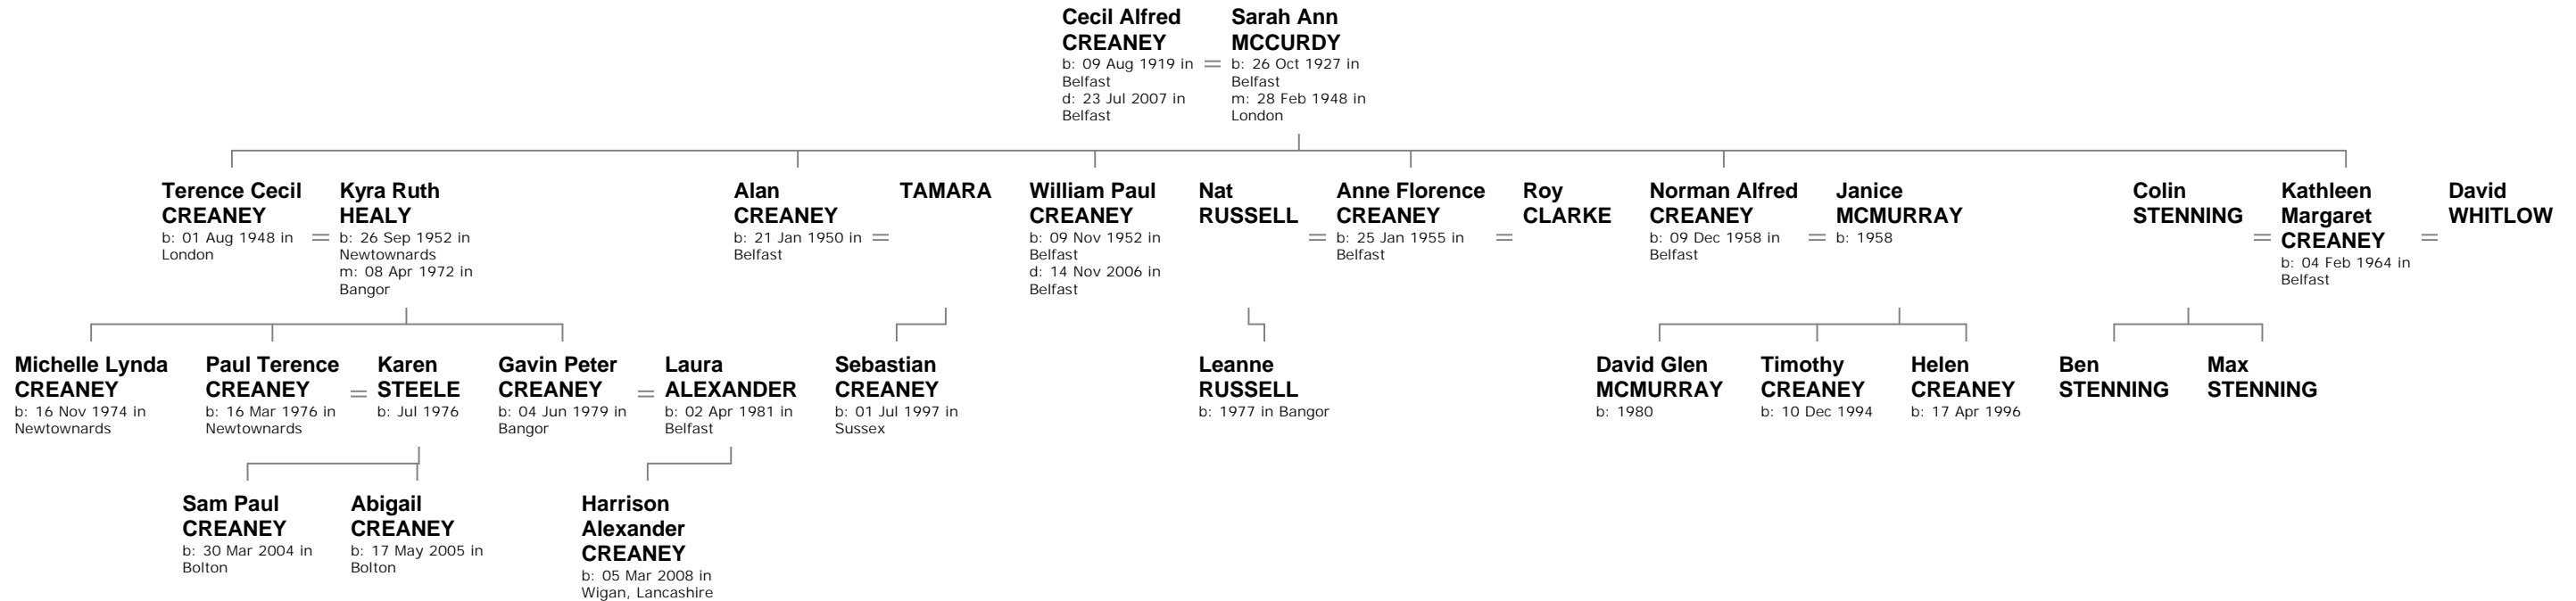 Cecil Alfred
CREANEY
b: 09 Aug 1919 in
Belfast
d: 23 Jul 2007 in
Belfast
=
Sarah Ann
MCCURDY
b: 26 Oct 1927 in
Belfast
m: 28 Feb 1948 in
London
Terence Cecil
CREANEY
b: 01 Aug 1948 in
London
=
Kyra Ruth
HEALY
b: 26 Sep 1952 in
Newtownards
m: 08 Apr 1972 in
Bangor
Alan
CREANEY
b: 21 Jan 1950 in
Belfast
=
TAMARA
William Paul
CREANEY
b: 09 Nov 1952 in
Belfast
d: 14 Nov 2006 in
Belfast
Nat
RUSSELL
=
Anne Florence
CREANEY
b: 25 Jan 1955 in
Belfast
=
Roy
CLARKE
Norman Alfred
CREANEY
b: 09 Dec 1958 in
Belfast
=
Janice
MCMURRAY
b: 1958
Colin
STENNING
=
Kathleen
Margaret
CREANEY
b: 04 Feb 1964 in
Belfast
=
David
WHITLOW
Michelle Lynda
CREANEY
b: 16 Nov 1974 in
Newtownards
Paul Terence
CREANEY
b: 16 Mar 1976 in
Newtownards
=
Karen
STEELE
b: Jul 1976
Gavin Peter
CREANEY
b: 04 Jun 1979 in
Bangor
=
Laura
ALEXANDER
b: 02 Apr 1981 in
Belfast
Sebastian
CREANEY
b: 01 Jul 1997 in
Sussex
Leanne
RUSSELL
b: 1977 in Bangor
David Glen
MCMURRAY
b: 1980
Timothy
CREANEY
b: 10 Dec 1994
Helen
CREANEY
b: 17 Apr 1996
Ben
STENNING
Max
STENNING
Sam Paul
CREANEY
b: 30 Mar 2004 in
Bolton
Abigail
CREANEY
b: 17 May 2005 in
Bolton
Harrison
Alexander
CREANEY
b: 05 Mar 2008 in
Wigan, Lancashire